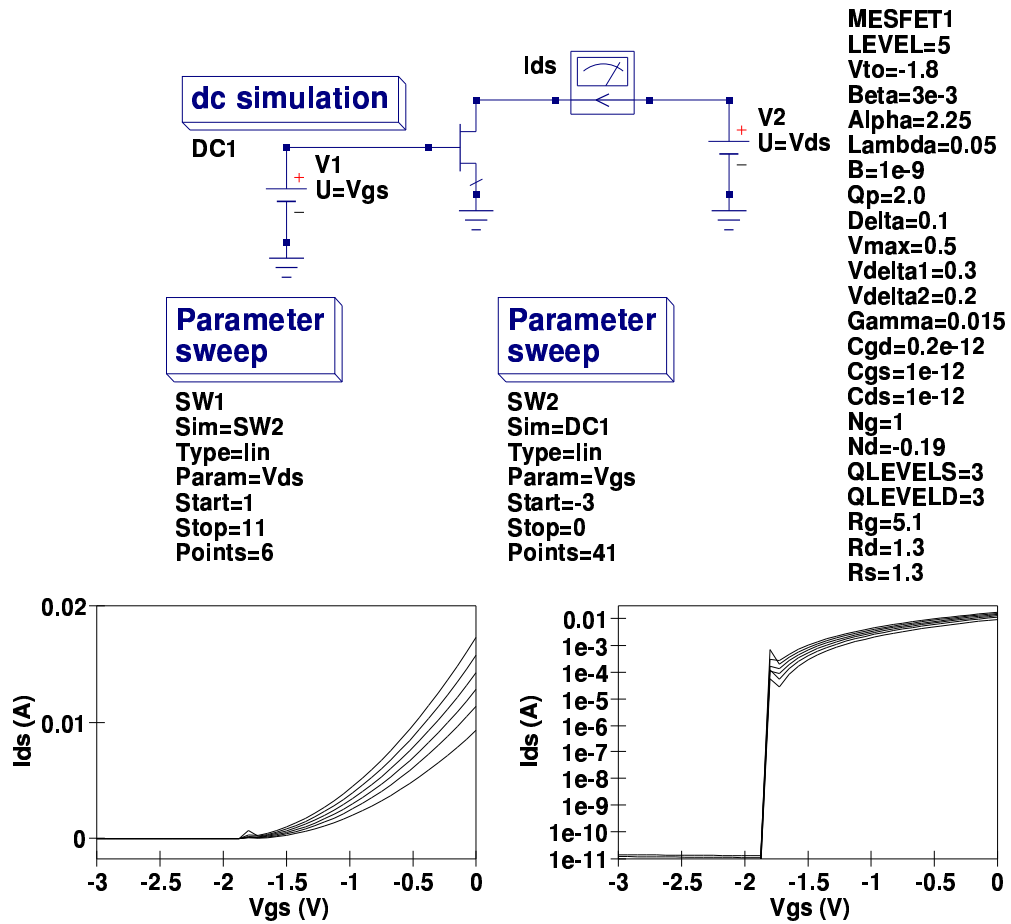 Ids
dc simulation
DC1
V1
U=Vgs
V2
U=Vds
MESFET1
LEVEL=5
Vto=-1.8
Beta=3e-3
Alpha=2.25
Lambda=0.05
B=1e-9
Qp=2.0
Delta=0.1
Vmax=0.5
Vdelta1=0.3
Vdelta2=0.2
Gamma=0.015
Cgd=0.2e-12
Cgs=1e-12
Cds=1e-12
Ng=1
Nd=-0.19
QLEVELS=3
QLEVELD=3
Rg=5.1
Rd=1.3
Rs=1.3
Parameter
sweep
SW1
Sim=SW2
Type=lin
Param=Vds
Start=1
Stop=11
Points=6
Parameter
sweep
SW2
Sim=DC1
Type=lin
Param=Vgs
Start=-3
Stop=0
Points=41
0.02
0.01
0
Ids (A)
-3 -2.5 -2 -1.5 -1 -0.5 0
Vgs (V)
0.01
1e-3
1e-4
1e-5
1e-6
1e-7
1e-8
1e-9
1e-10
1e-11
Ids (A)
-3 -2.5 -2 -1.5 -1 -0.5 0
Vgs (V)